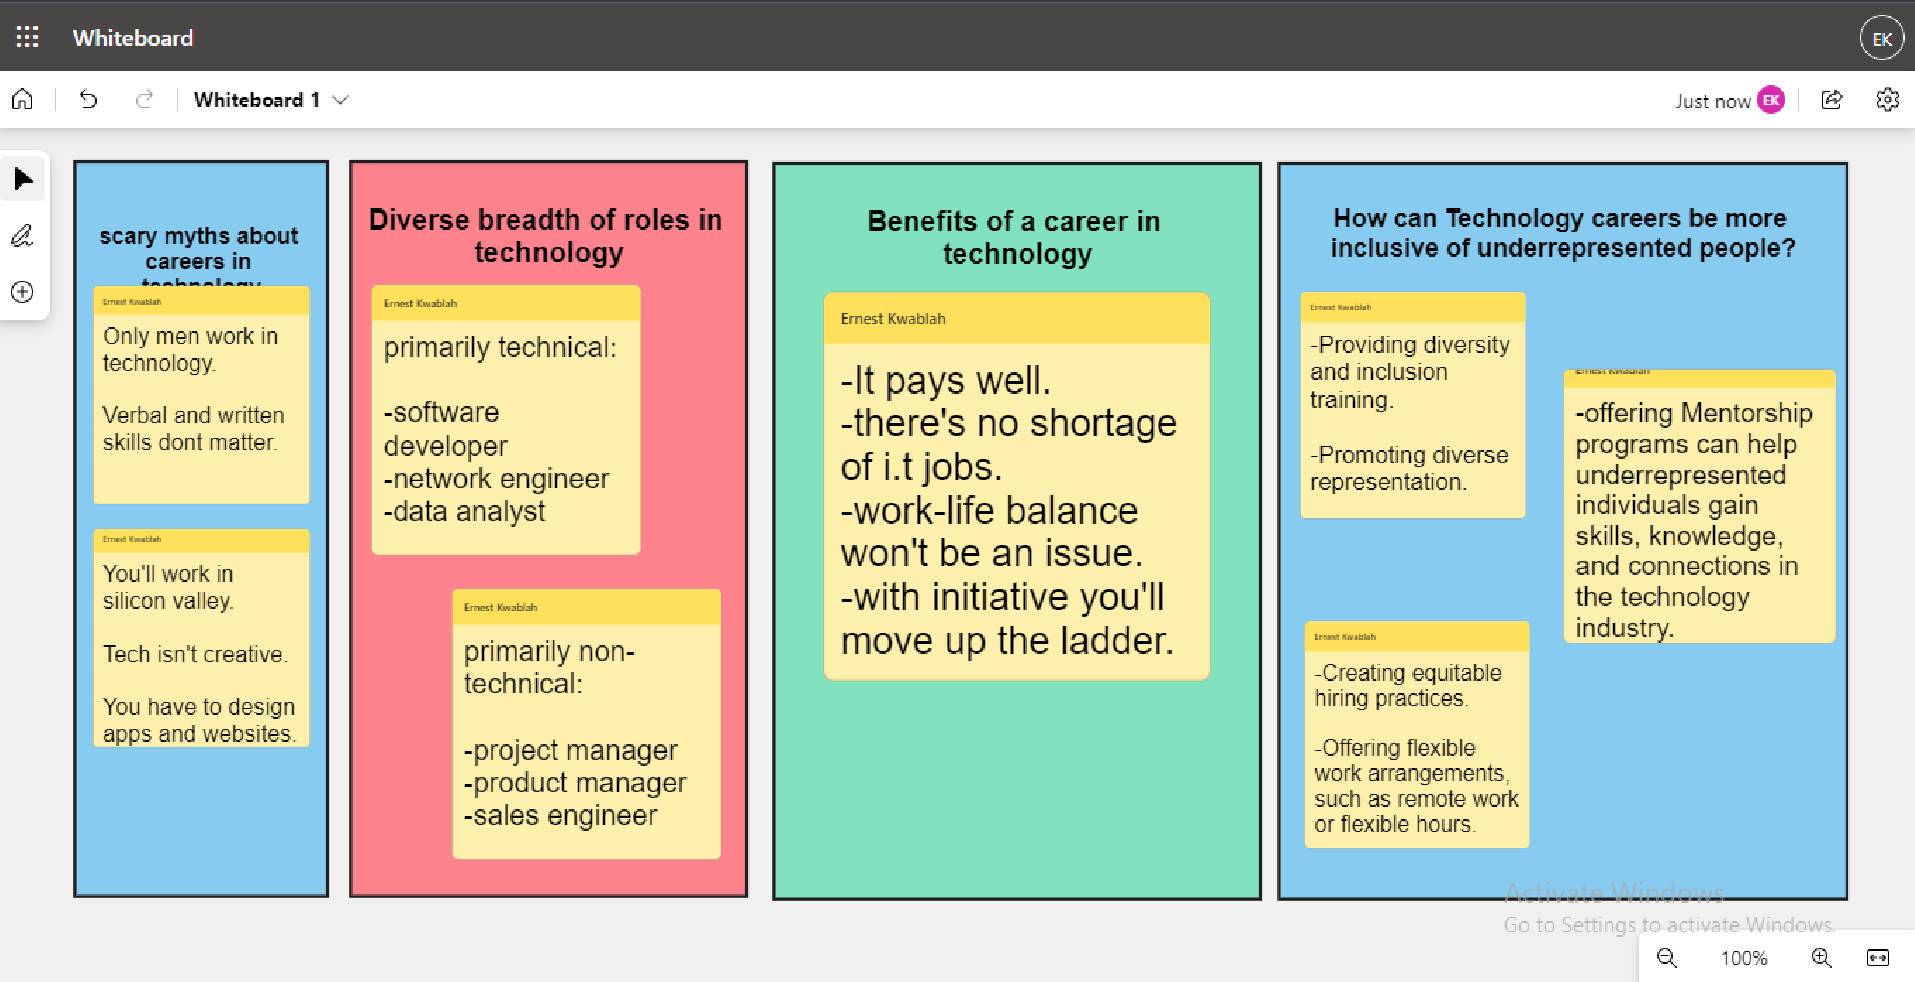 Whiteboard
EK
Whiteboard 1
Just now
EK
scary myths about
careers in
technology
Ernest Kwablah
Only men work in
technology.
Verbal and written
skills dont matter.
Ernest Kwablah
You'll work in
silicon valley.
Tech isn't creative.
You have to design
apps and websites.
Diverse breadth of roles in
technology
Ernest Kwablah
primarily technical:
-software
developer
-network engineer
-data analyst
Ernest Kwablah
primarily non-
technical:
-project manager
-product manager
-sales engineer
Benefits of a career in
technology
Ernest Kwablah
-It pays well.
-there's no shortage
of i.t jobs.
-work-life balance
won't be an issue.
-with initiative you'll
move up the ladder.
How can Technology careers be more
inclusive of underrepresented people?
Ernest Kwablah
-Providing diversity
and inclusion
training.
-Promoting diverse
representation.
Ernest Kwablah
-offering Mentorship
programs can help
underrepresented
individuals gain
skills, knowledge,
and connections in
the technology
industry.
Ernest Kwablah
-Creating equitable
hiring practices.
-Offering flexible
work arrangements,
such as remote work
or flexible hours.
Activate Windows
Go to Settings to activate Windows.
100%